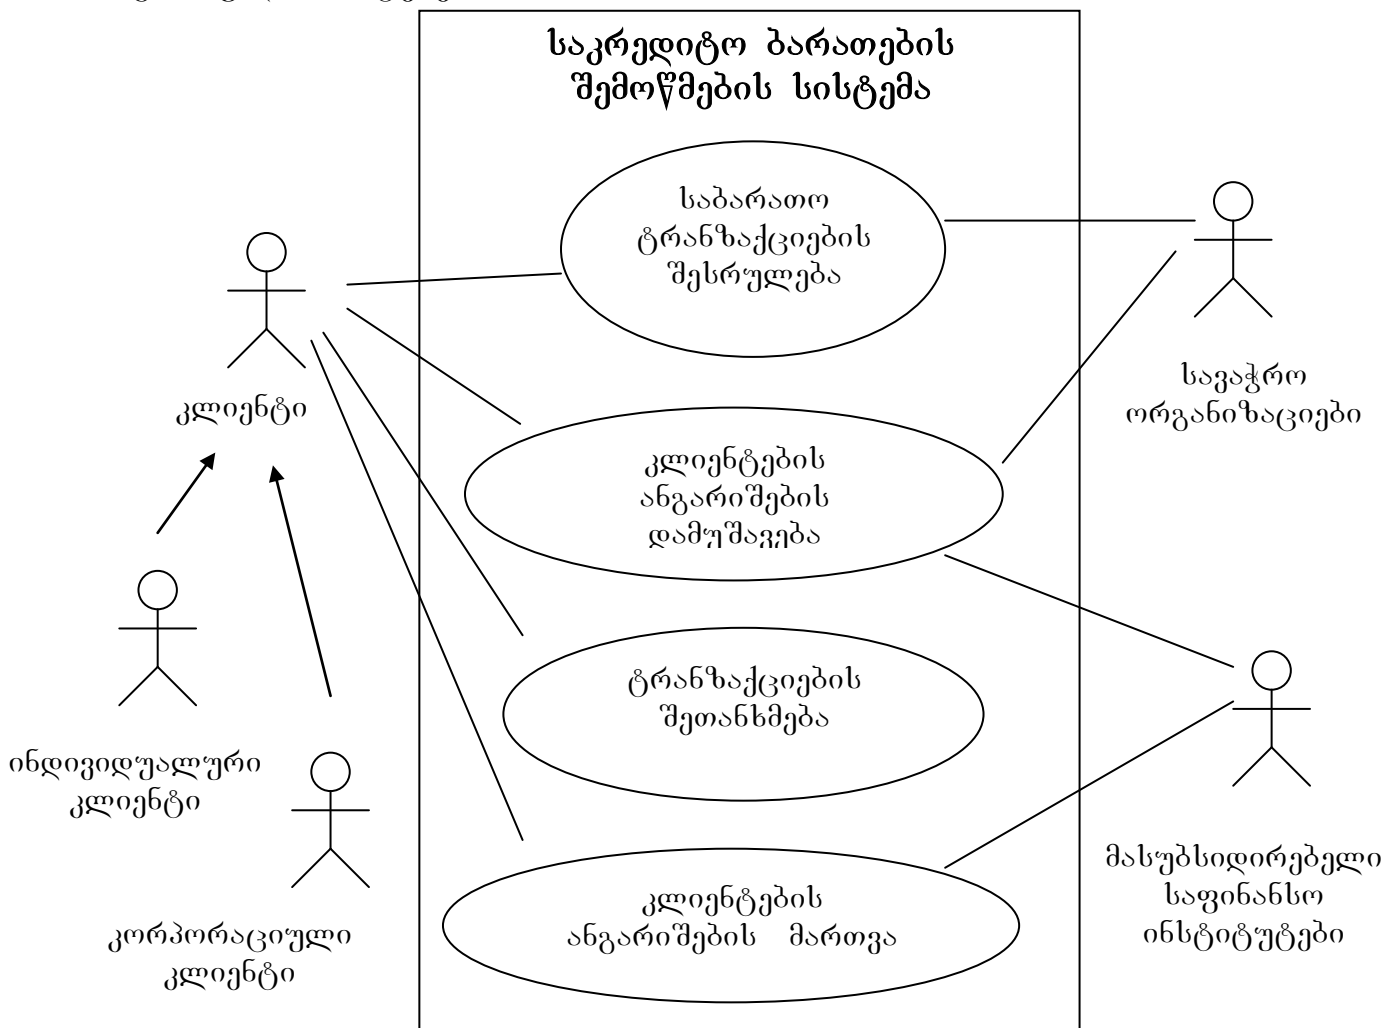 საკრედიტო ბარათების
შემოწმების სისტემა
საბარათო
ტრანზაქციების
შესრულება
კლიენტი
სავაჭრო
ორგანიზაციები
კლიენტების
ანგარიშების
დამუშავება
ტრანზაქციების
შეთანხმება
ინდივიდუალური
კლიენტი
მასუბსიდირებელი
საფინანსო
ინსტიტუტები
კლიენტების
ანგარიშების მართვა
კორპორაციული
კლიენტი